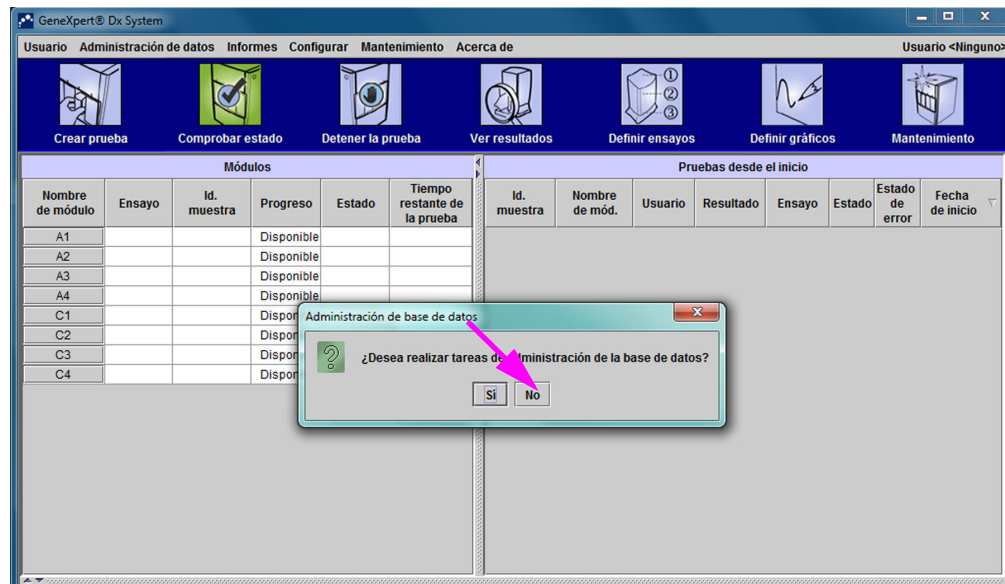 GeneXpert® Dx System
Usuario Administración de datos Informes Configurar Mantenimiento Acerca de Usuario <Ninguno>
Crear prueba Comprobar estado Detener la prueba Ver resultados Definir ensayos Definir gráficos Mantenimiento
Módulos
Nombre de módulo Ensayo Id. muestra Progreso Estado Tiempo restante de la prueba
A1 Disponible
A2 Disponible
A3 Disponible
A4 Disponible
C1
C2
C3
C4
Pruebas desde el inicio
Id. muestra Nombre de mód. Usuario Resultado Ensayo Estado Estado de error Fecha de inicio
Administración de base de datos
¿Desea realizar tareas de administración de la base de datos?
Sí No